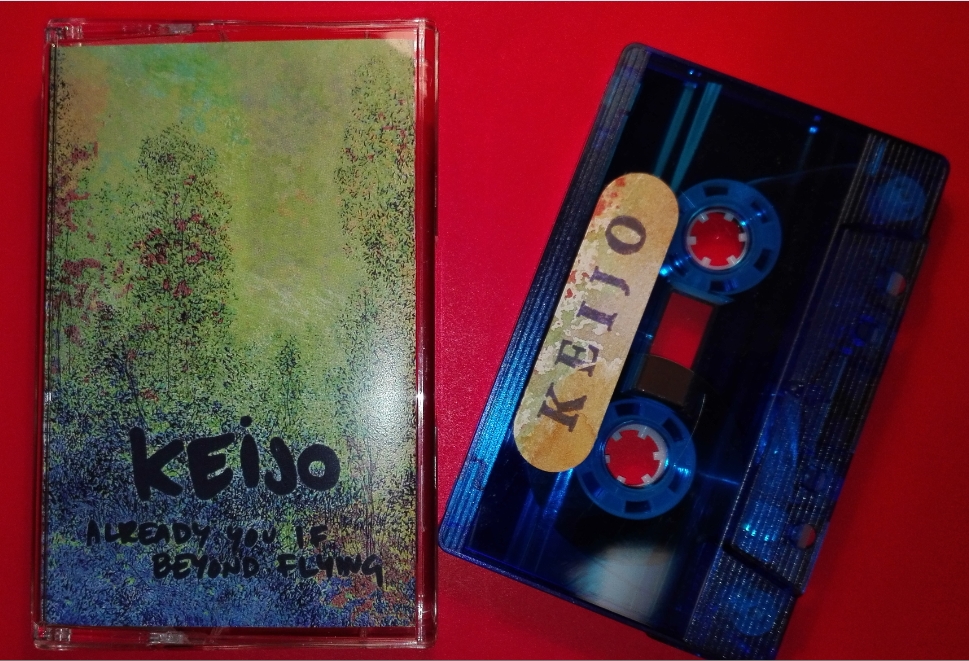 KEIJO
ALREADY YOU IF
BEYOND FLYING
KEIJO